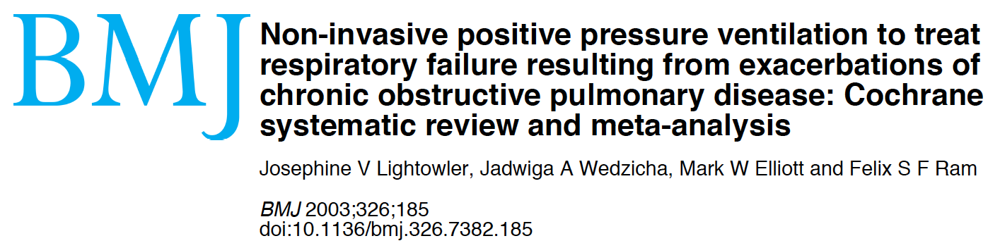 BMJ
Non-invasive positive pressure ventilation to treat
respiratory failure resulting from exacerbations of
chronic obstructive pulmonary disease: Cochrane
systematic review and meta-analysis
Josephine V Lightowler, Jadwiga A Wedzicha, Mark W Elliott and Felix S F Ram
BMJ 2003;326;185
doi:10.1136/bmj.326.7382.185